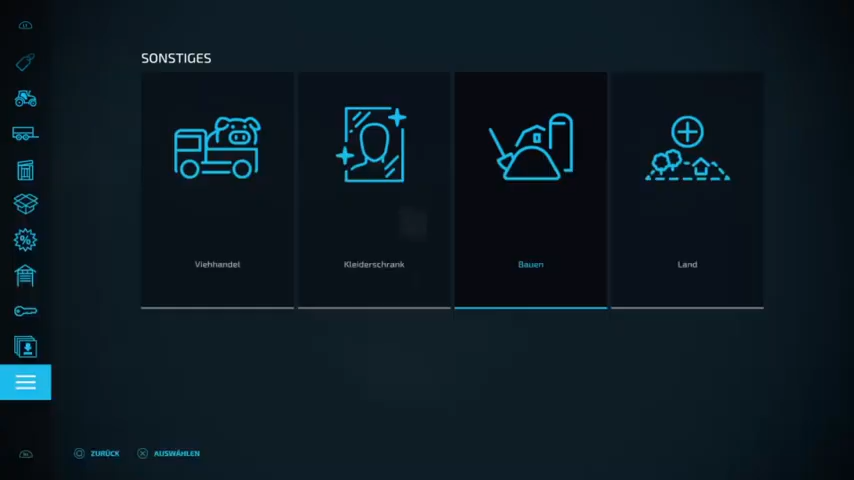 SONSTIGES
Viehhandel
Kleiderschrank
Bauen
Land
ZURÜCK
AUSWÄHLEN